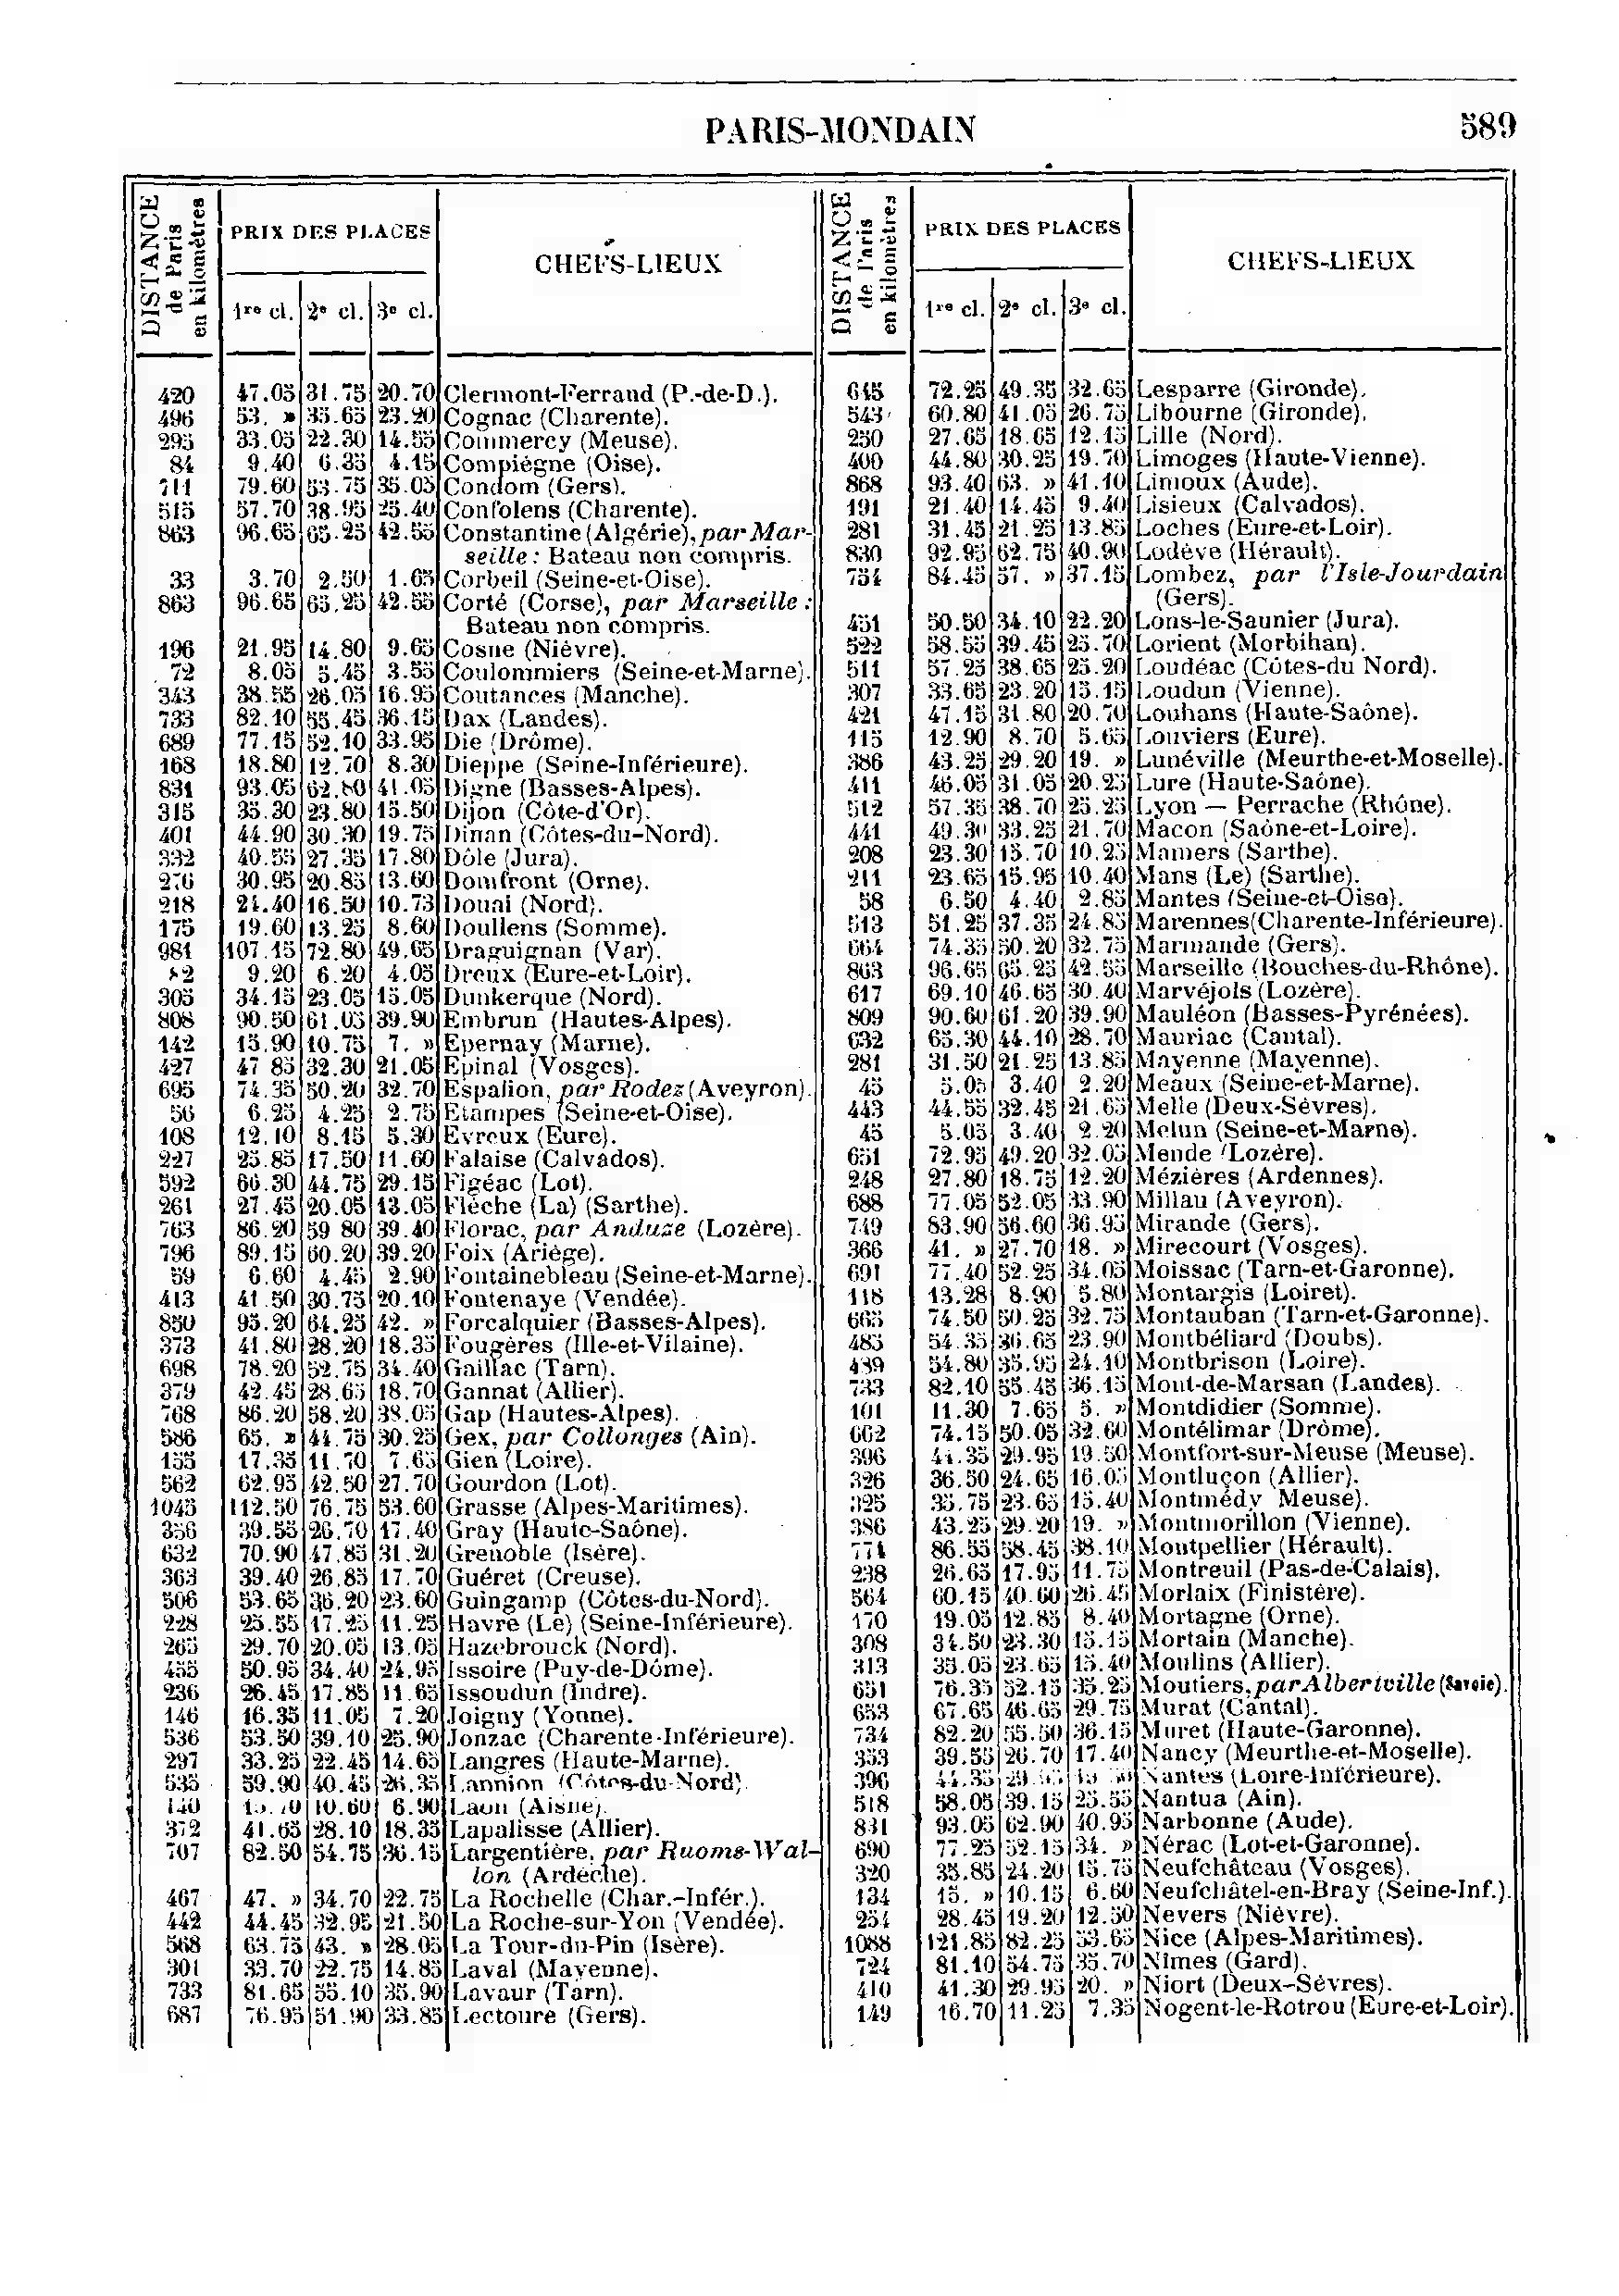 PARIS-MONDAIN
589
DISTANCE de Paris en kilomètres
PRIX DES PLACES
1re cl. 2e cl. 3e cl.
CHEFS-LIEUX
420 47.05 31.75 20.70 Clermont-Ferrand (P.-de-D.).
496 53. » 35.65 23.20 Cognac (Charente).
295 33.05 22.30 14.55 Commercy (Meuse).
84 9.40 6.35 4.15 Compiègne (Oise).
711 79.60 53.75 35.05 Condom (Gers).
515 57.70 38.95 25.40 Confolens (Charente).
863 96.65 65.25 42.55 Constantine (Algérie), par Mar-
seille : Bateau non compris.
33 3.70 2.50 1.65 Corbeil (Seine-et-Oise).
863 96.65 65.25 42.55 Corté (Corse), par Marseille :
Bateau non compris.
196 21.95 14.80 9.65 Cosne (Nièvre).
72 8.05 5.45 3.55 Coulommiers (Seine-et-Marne).
343 38.55 26.05 16.95 Coutances (Manche).
733 82.10 55.45 36.15 Dax (Landes).
689 77.15 52.10 33.95 Die (Drôme).
168 18.80 12.70 8.30 Dieppe (Seine-Inférieure).
831 93.05 62.80 41.05 Digne (Basses-Alpes).
315 35.30 23.80 15.50 Dijon (Côte-d'Or).
401 44.90 30.30 19.75 Dinan (Côtes-du-Nord).
332 40.55 27.35 17.80 Dôle (Jura).
276 30.95 20.85 13.60 Domfront (Orne).
218 24.40 16.50 10.73 Douai (Nord).
175 19.60 13.25 8.60 Doullens (Somme).
981 107.15 72.80 49.65 Draguignan (Var).
82 9.20 6.20 4.05 Dreux (Eure-et-Loir).
305 34.15 23.05 15.05 Dunkerque (Nord).
808 90.50 61.05 39.90 Embrun (Hautes-Alpes).
142 15.90 10.75 7. » Epernay (Marne).
427 47 85 32.30 21.05 Epinal (Vosges).
695 74.35 50.20 32.70 Espalion, par Rodez (Aveyron).
56 6.25 4.25 2.75 Etampes (Seine-et-Oise).
108 12.10 8.15 5.30 Evreux (Eure).
227 25.85 17.50 11.60 Falaise (Calvados).
592 66.30 44.75 29.15 Figéac (Lot).
261 27.45 20.05 13.05 Flèche (La) (Sarthe).
763 86.20 59 80 39.40 Florac, par Anduze (Lozère).
796 89.15 60.20 39.20 Foix (Ariège).
59 6.60 4.45 2.90 Fontainebleau (Seine-et-Marne).
413 41.50 30.75 20.10 Fontenaye (Vendée).
850 95.20 64.25 42. » Forcalquier (Basses-Alpes).
373 41.80 28.20 18.35 Fougères (Ille-et-Vilaine).
698 78.20 52.75 34.40 Gaillac (Tarn).
379 42.45 28.65 18.70 Gannat (Allier).
768 86.20 58.20 38.05 Gap (Hautes-Alpes).
586 65. » 44.75 30.25 Gex, par Collonges (Ain).
155 17.35 11.70 7.65 Gien (Loire).
562 62.95 42.50 27.70 Gourdon (Lot).
1045 112.50 76.75 53.60 Grasse (Alpes-Maritimes).
356 39.55 26.70 17.40 Gray (Haute-Saône).
632 70.90 47.85 31.20 Grenoble (Isère).
363 39.40 26.85 17.70 Guéret (Creuse).
506 53.65 36.20 23.60 Guingamp (Côtes-du-Nord).
228 25.55 17.25 11.25 Havre (Le) (Seine-Inférieure).
265 29.70 20.05 13.05 Hazebrouck (Nord).
455 50.95 34.40 24.95 Issoire (Puy-de-Dôme).
236 26.45 17.85 11.65 Issoudun (Indre).
146 16.35 11.05 7.20 Joigny (Yonne).
536 53.50 39.10 25.90 Jonzac (Charente-Inférieure).
297 33.25 22.45 14.65 Langres (Haute-Marne).
535 59.90 40.45 26.35 Lannion (Côtes-du-Nord).
140 10.60 6.90 Laon (Aisne).
372 41.65 28.10 18.35 Lapalisse (Allier).
707 82.50 54.75 36.15 Largentière, par Ruoms-Wal-
lon (Ardèche).
467 47. » 34.70 22.75 La Rochelle (Char.-Infér.).
442 44.45 32.95 21.50 La Roche-sur-Yon (Vendée).
568 63.75 43. » 28.05 La Tour-du-Pin (Isère).
301 33.70 22.75 14.85 Laval (Mayenne).
733 81.65 55.10 35.90 Lavaur (Tarn).
687 76.95 51.90 33.85 Lectoure (Gers).
DISTANCE de Paris en kilomètres
PRIX DES PLACES
1re cl. 2e cl. 3e cl.
CHEFS-LIEUX
645 72.25 49.35 32.65 Lesparre (Gironde).
543 60.80 41.05 26.75 Libourne (Gironde).
250 27.65 18.65 12.15 Lille (Nord).
400 44.80 30.25 19.70 Limoges (Haute-Vienne).
868 93.40 63. » 41.10 Limoux (Aude).
191 21.40 14.45 9.40 Lisieux (Calvados).
281 31.45 21.25 13.85 Loches (Eure-et-Loir).
830 92.95 62.75 40.90 Lodève (Hérault).
754 84.45 57. » 37.15 Lombez, par l'Isle-Jourdain
(Gers).
451 50.50 34.10 22.20 Lons-le-Saunier (Jura).
522 58.55 39.45 25.70 Lorient (Morbihan).
511 57.25 38.65 25.20 Loudéac (Côtes-du Nord).
307 33.65 23.20 15.15 Loudun (Vienne).
421 47.15 31.80 20.70 Louhans (Haute-Saône).
115 12.90 8.70 5.65 Louviers (Eure).
386 43.25 29.20 19. » Lunéville (Meurthe-et-Moselle).
411 46.05 31.05 20.25 Lure (Haute-Saône).
512 57.35 38.70 25.25 Lyon — Perrache (Rhône).
441 49.30 33.25 21.70 Macon (Saône-et-Loire).
208 23.30 15.70 10.25 Mamers (Sarthe).
211 23.65 15.95 10.40 Mans (Le) (Sarthe).
58 6.50 4.40 2.85 Mantes (Seine-et-Oise).
513 51.25 37.35 24.85 Marennes(Charente-Inférieure).
664 74.35 50.20 32.75 Marmande (Gers).
863 96.65 65.25 42.55 Marseille (Bouches-du-Rhône).
617 69.10 46.65 30.40 Marvéjols (Lozère).
809 90.60 61.20 39.90 Mauléon (Basses-Pyrénées).
632 65.30 44.10 28.70 Mauriac (Cantal).
281 31.50 21.25 13.85 Mayenne (Mayenne).
45 5.05 3.40 2.20 Meaux (Seine-et-Marne).
443 44.55 32.45 21.65 Melle (Deux-Sèvres).
45 5.05 3.40 2.20 Melun (Seine-et-Marne).
651 72.95 49.20 32.05 Mende (Lozère).
248 27.80 18.75 12.20 Mézières (Ardennes).
688 77.05 52.05 33.90 Millau (Aveyron).
749 83.90 56.60 36.95 Mirande (Gers).
366 41. » 27.70 18. » Mirecourt (Vosges).
691 77.40 52.25 34.05 Moissac (Tarn-et-Garonne).
118 13.28 8.90 5.80 Montargis (Loiret).
665 74.50 50.25 32.75 Montauban (Tarn-et-Garonne).
485 54.35 36.65 23.90 Montbéliard (Doubs).
489 54.80 35.95 24.10 Montbrison (Loire).
733 82.10 55.45 36.15 Mont-de-Marsan (Landes).
101 11.30 7.65 5. » Montdidier (Somme).
662 74.15 50.05 32.60 Montélimar (Drôme).
396 44.35 29.95 19.50 Montfort-sur-Meuse (Meuse).
326 36.50 24.65 16.05 Montluçon (Allier).
325 35.75 23.65 15.40 Montmédy Meuse).
386 43.25 29.20 19. » Montmorillon (Vienne).
774 86.55 58.45 38.10 Montpellier (Hérault).
238 26.65 17.95 11.75 Montreuil (Pas-de-Calais).
564 60.15 40.60 26.45 Morlaix (Finistère).
170 19.05 12.85 8.40 Mortagne (Orne).
308 34.50 23.30 15.15 Mortain (Manche).
313 35.05 23.65 15.40 Moulins (Allier).
651 76.35 52.15 35.25 Moutiers, par Albertville (Savoie).
653 67.65 46.65 29.75 Murat (Cantal).
734 82.20 55.50 36.15 Muret (Haute-Garonne).
353 39.55 26.70 17.40 Nancy (Meurthe-et-Moselle).
396 44.35 Nantes (Loire-Inférieure).
518 58.05 39.15 25.55 Nantua (Ain).
831 93.05 62.90 40.95 Narbonne (Aude).
690 77.25 52.15 34. » Nérac (Lot-et-Garonne).
320 35.85 24.20 15.75 Neufchâteau (Vosges).
134 15. » 10.15 6.60 Neufchâtel-en-Bray (Seine-Inf.).
254 28.45 19.20 12.50 Nevers (Nièvre).
1088 121.85 82.25 53.65 Nice (Alpes-Maritimes).
724 81.10 54.75 35.70 Nîmes (Gard).
410 41.30 29.95 20. » Niort (Deux-Sèvres).
149 16.70 11.25 7.35 Nogent-le-Rotrou (Eure-et-Loir).